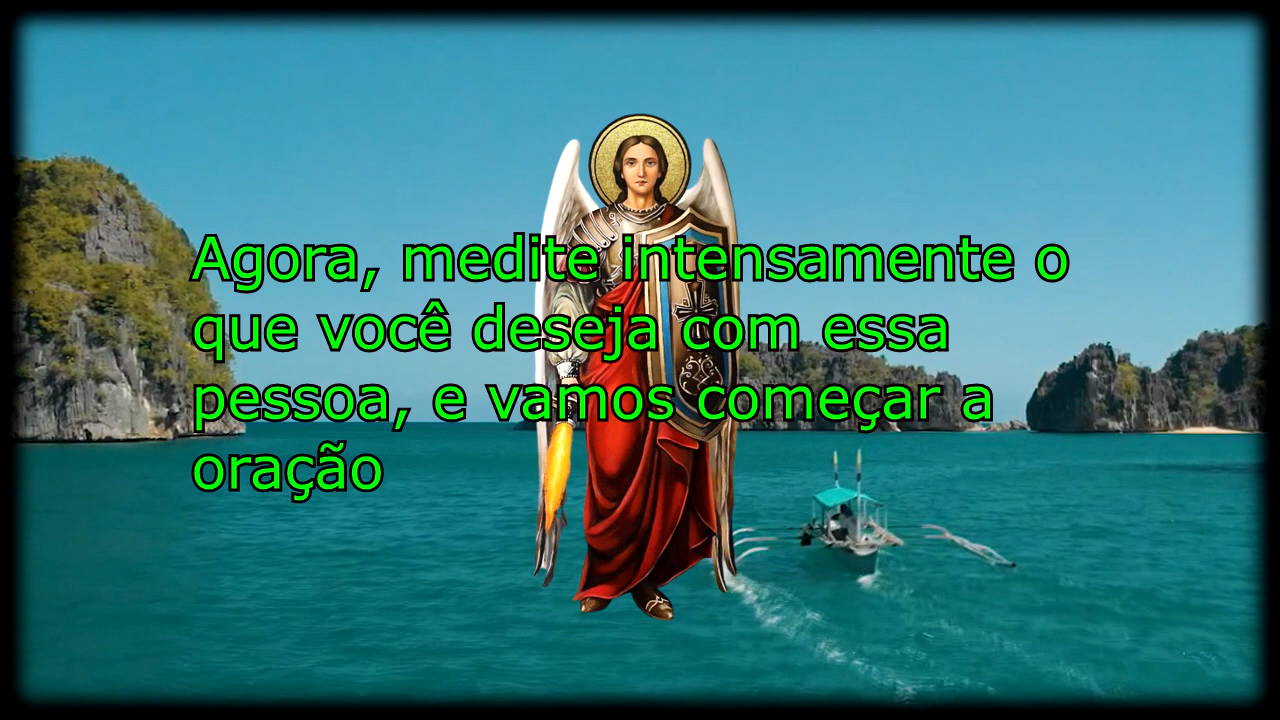 Agora, medite intensamente o
que você deseja com essa
pessoa, e vamos começar a
oração